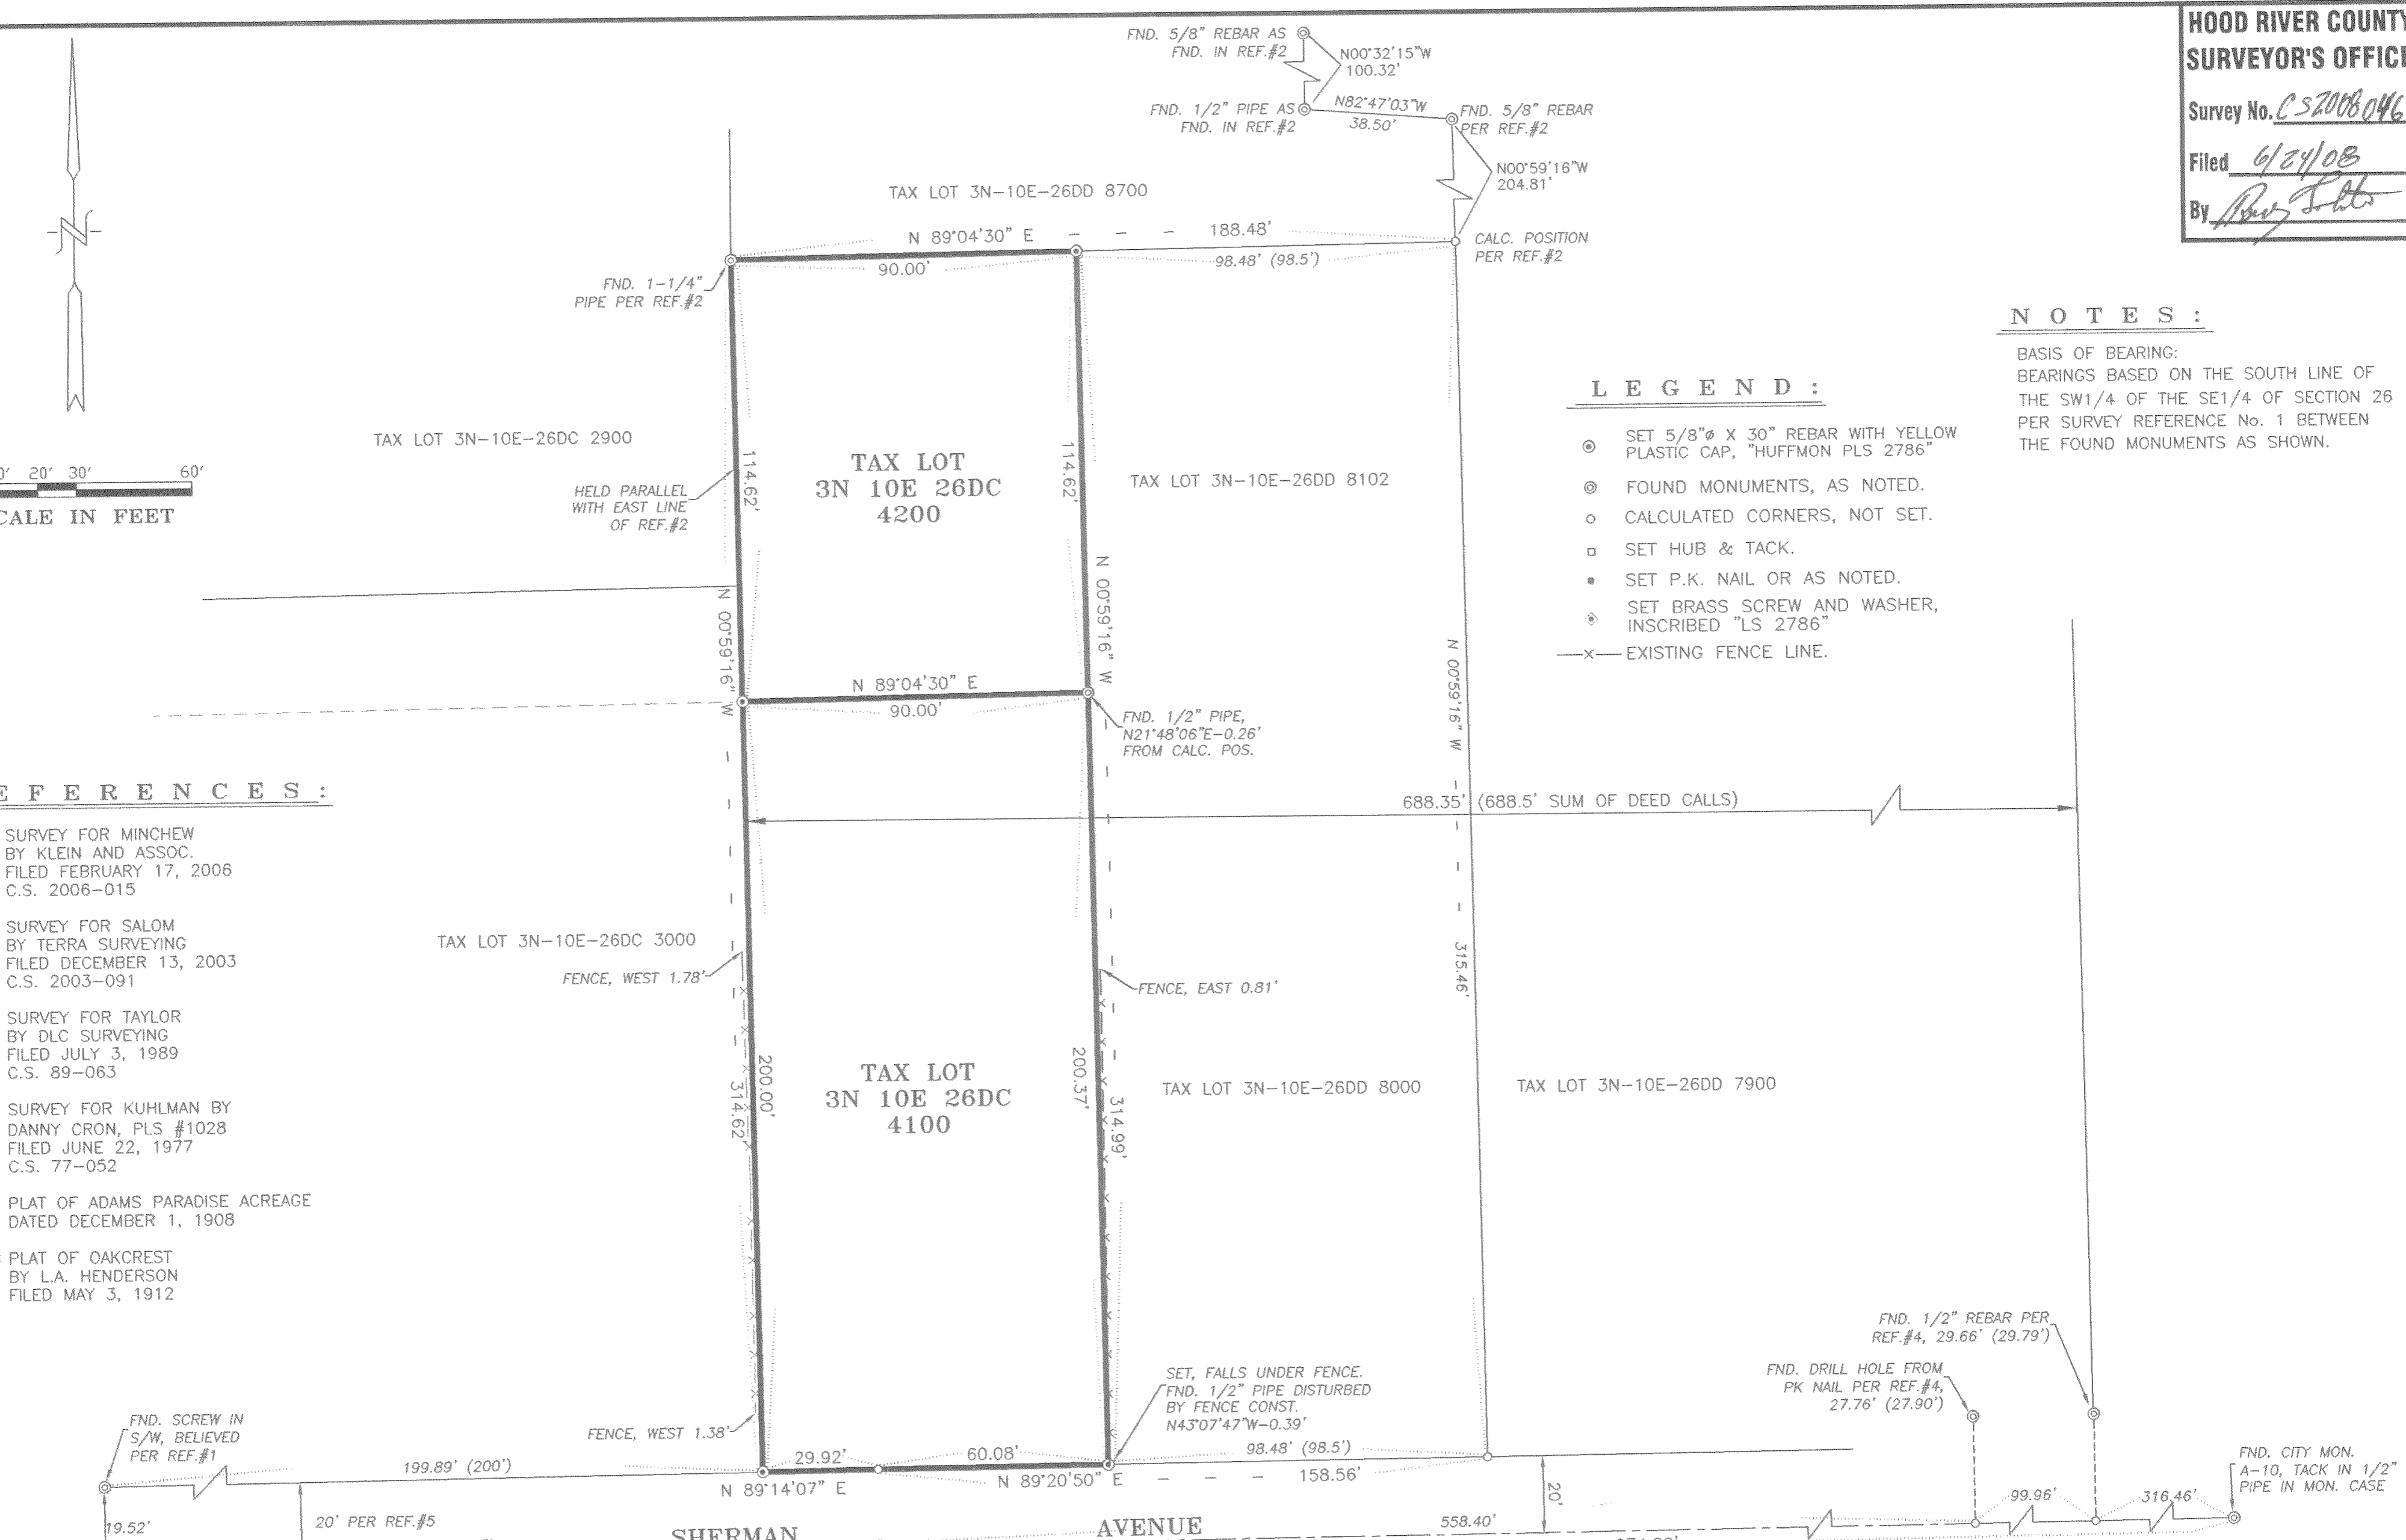 HOOD RIVER COUNTY
SURVEYOR'S OFFICE
Survey No. CS2008046
Filed 6/24/08
By
FND. 5/8" REBAR AS
FND. IN REF.#2
N00°32'15"W
100.32'
FND. 1/2" PIPE AS
FND. IN REF.#2
N82°47'03"W
38.50'
FND. 5/8" REBAR
PER REF.#2
N00°59'16"W
204.81'
TAX LOT 3N-10E-26DD 8700
N 89°04'30" E - - - 188.48'
90.00'
98.48' (98.5')
CALC. POSITION
PER REF.#2
FND. 1-1/4"
PIPE PER REF.#2
N
0' 20' 30' 60'
SCALE IN FEET
TAX LOT 3N-10E-26DC 2900
HELD PARALLEL
WITH EAST LINE
OF REF.#2
114.62'
TAX LOT
3N 10E 26DC
4200
114.62'
TAX LOT 3N-10E-26DD 8102
N 00°59'16" W
N 00°59'16" W
N 00°59'16" W
N 89°04'30" E
90.00'
FND. 1/2" PIPE,
N21°48'06"E-0.26'
FROM CALC. POS.
LEGEND:
SET 5/8"ø X 30" REBAR WITH YELLOW
PLASTIC CAP, "HUFFMON PLS 2786"
FOUND MONUMENTS, AS NOTED.
CALCULATED CORNERS, NOT SET.
SET HUB & TACK.
SET P.K. NAIL OR AS NOTED.
SET BRASS SCREW AND WASHER,
INSCRIBED "LS 2786"
—x— EXISTING FENCE LINE.
NOTES:
BASIS OF BEARING:
BEARINGS BASED ON THE SOUTH LINE OF
THE SW1/4 OF THE SE1/4 OF SECTION 26
PER SURVEY REFERENCE No. 1 BETWEEN
THE FOUND MONUMENTS AS SHOWN.
688.35' (688.5' SUM OF DEED CALLS)
EFERENCES:
SURVEY FOR MINCHEW
BY KLEIN AND ASSOC.
FILED FEBRUARY 17, 2006
C.S. 2006-015
SURVEY FOR SALOM
BY TERRA SURVEYING
FILED DECEMBER 13, 2003
C.S. 2003-091
SURVEY FOR TAYLOR
BY DLC SURVEYING
FILED JULY 3, 1989
C.S. 89-063
SURVEY FOR KUHLMAN BY
DANNY CRON, PLS #1028
FILED JUNE 22, 1977
C.S. 77-052
PLAT OF ADAMS PARADISE ACREAGE
DATED DECEMBER 1, 1908
PLAT OF OAKCREST
BY L.A. HENDERSON
FILED MAY 3, 1912
TAX LOT 3N-10E-26DC 3000
FENCE, WEST 1.78'
FENCE, EAST 0.81'
315.46'
200.00'
314.62'
TAX LOT
3N 10E 26DC
4100
200.37'
314.99'
TAX LOT 3N-10E-26DD 8000
TAX LOT 3N-10E-26DD 7900
FND. 1/2" REBAR PER
REF.#4, 29.66' (29.79')
FND. DRILL HOLE FROM
PK NAIL PER REF.#4,
27.76' (27.90')
SET, FALLS UNDER FENCE.
FND. 1/2" PIPE DISTURBED
BY FENCE CONST.
N43°07'47"W-0.39'
FENCE, WEST 1.38'
FND. SCREW IN
S/W, BELIEVED
PER REF.#1
199.89' (200')
29.92'
60.08'
98.48' (98.5')
N 89°14'07" E
N 89°20'50" E - - - 158.56'
FND. CITY MON.
A-10, TACK IN 1/2"
PIPE IN MON. CASE
19.52'
20' PER REF.#5
20'
99.96'
316.46'
SHERMAN
AVENUE
558.40'